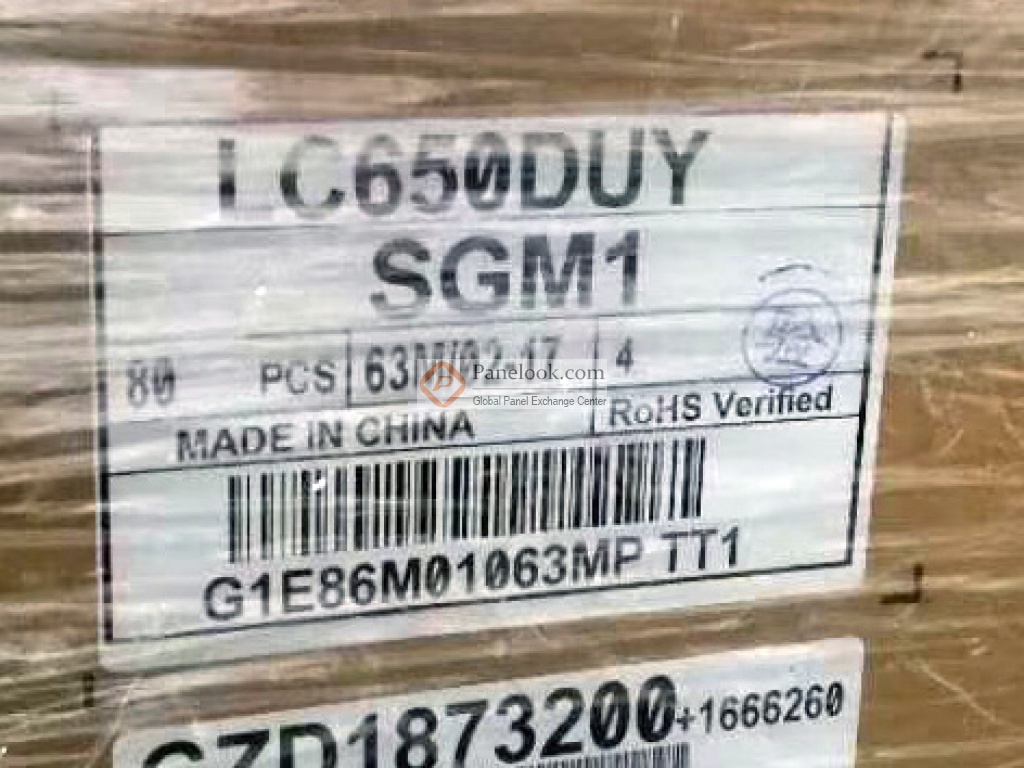 LC650DUY
SGM1
80 PCS 63M/02-17 4
Panelook.com
Global Panel Exchange Center
RoHS Verified
MADE IN CHINA
G1E86M01063MP TT1
GZD1873200+1666260